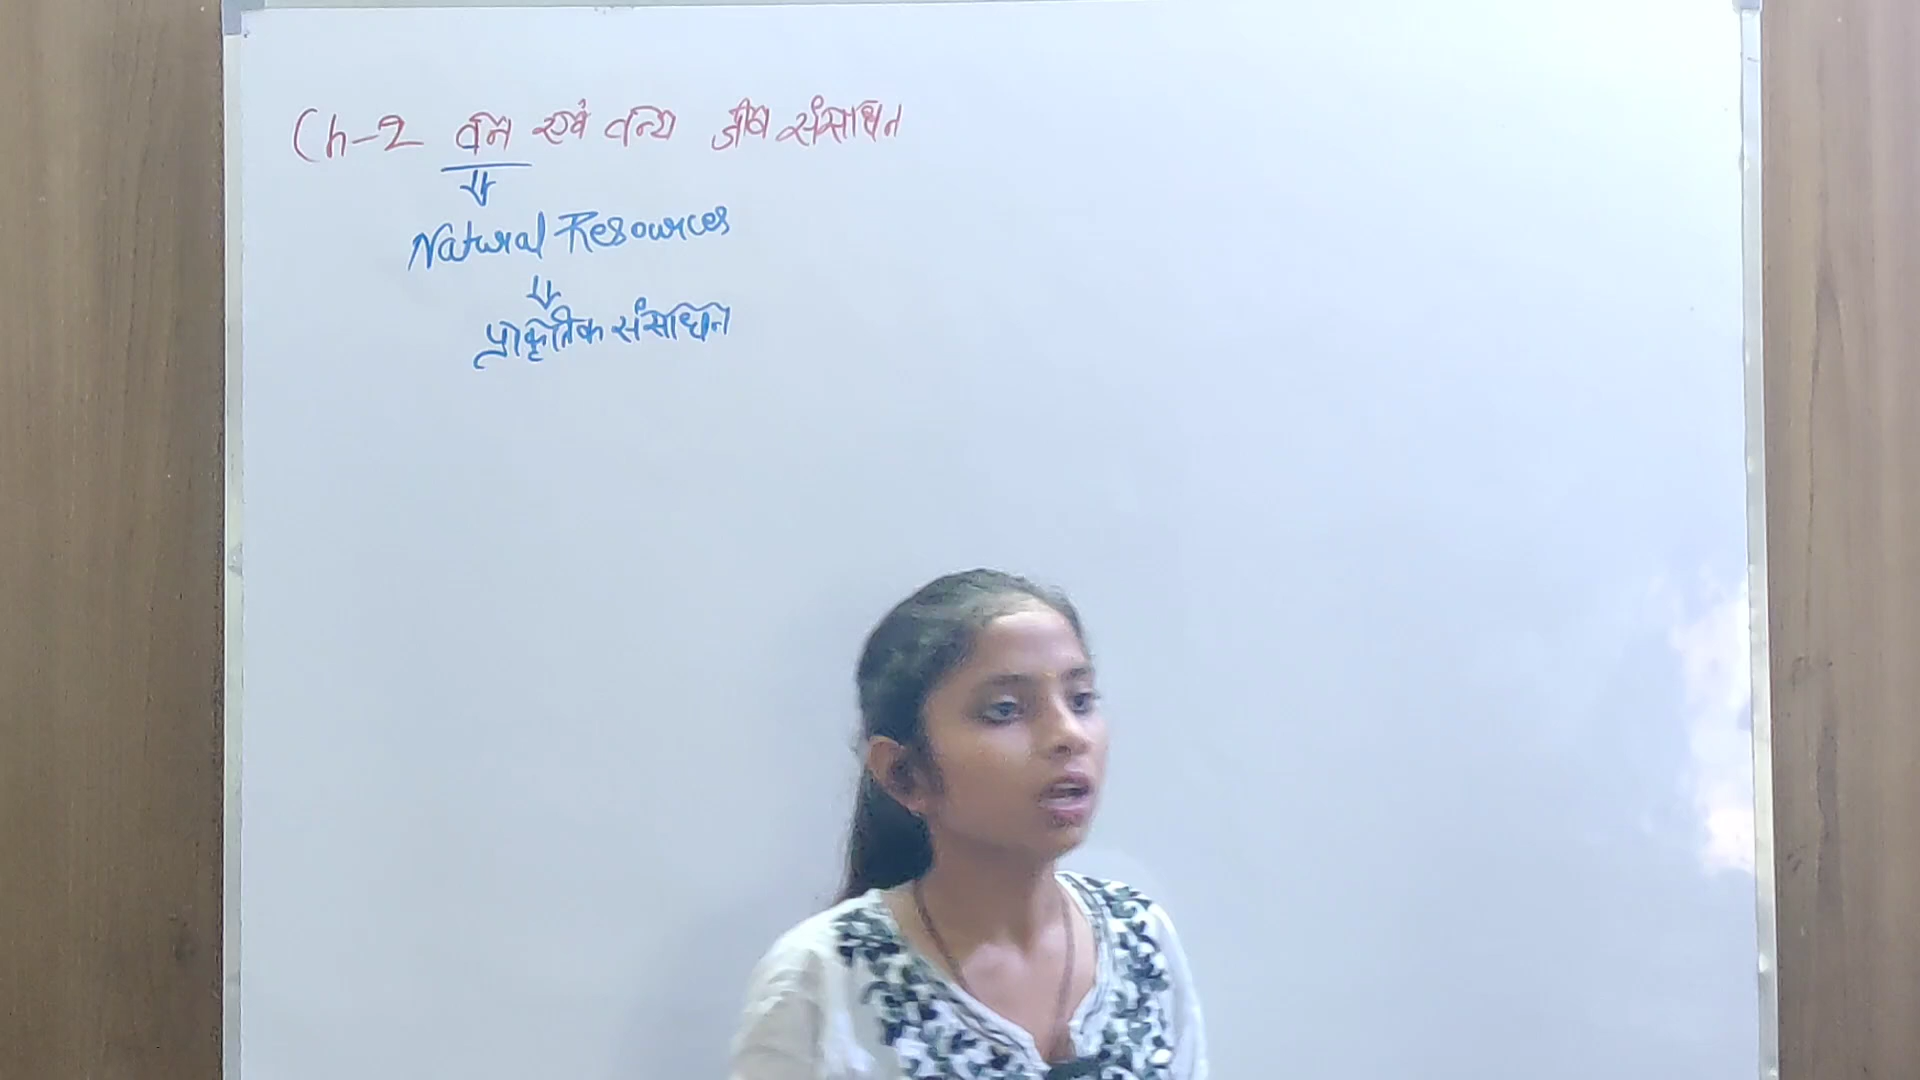 Ch-2 वन एवं वन्य जीव संसाधन
Natural Resources
प्राकृतिक संसाधन